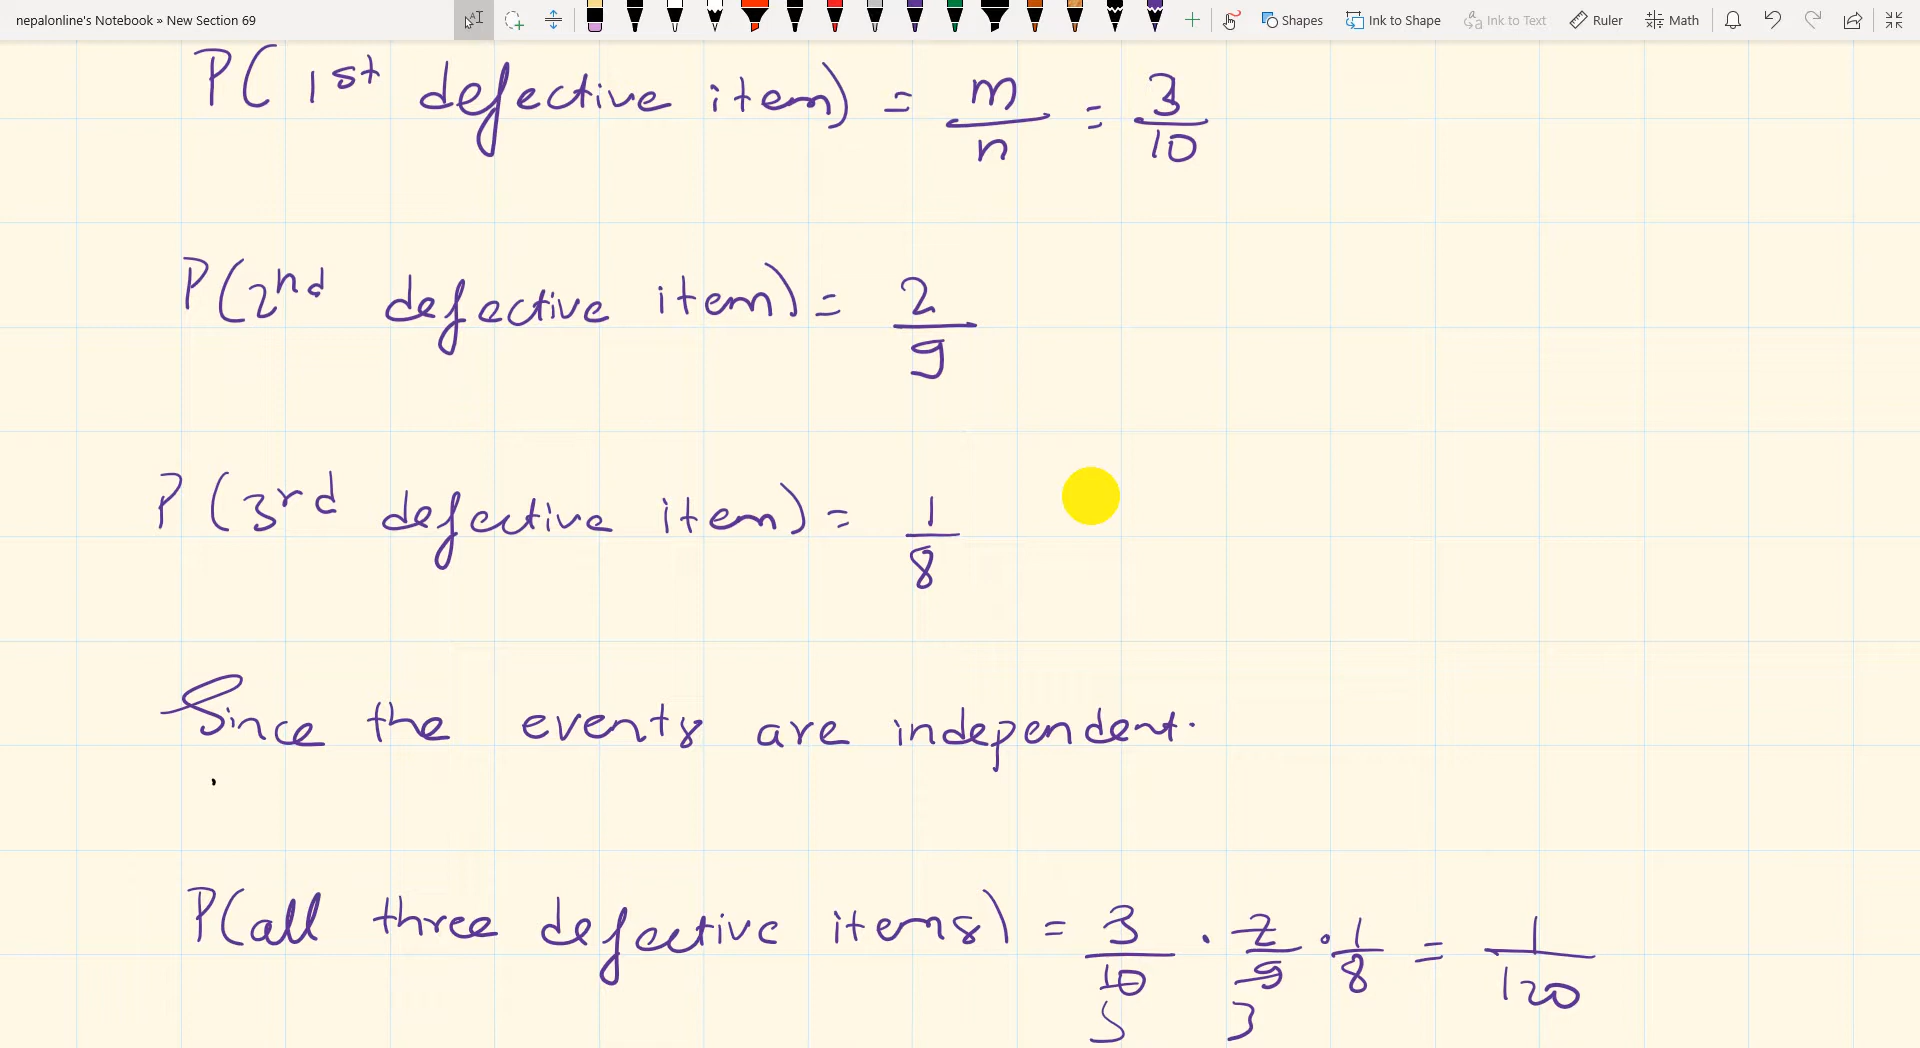 nepalonline's Notebook » New Section 69
Shapes Ink to Shape Ink to Text Ruler Math
P(1st defective item) = m/n = 3/10
P(2nd defective item) = 2/9
P(3rd defective item) = 1/8
Since the events are independent.
P(all three defective items) = 3/10 · 2/9 · 1/8 = 1/120
5 3